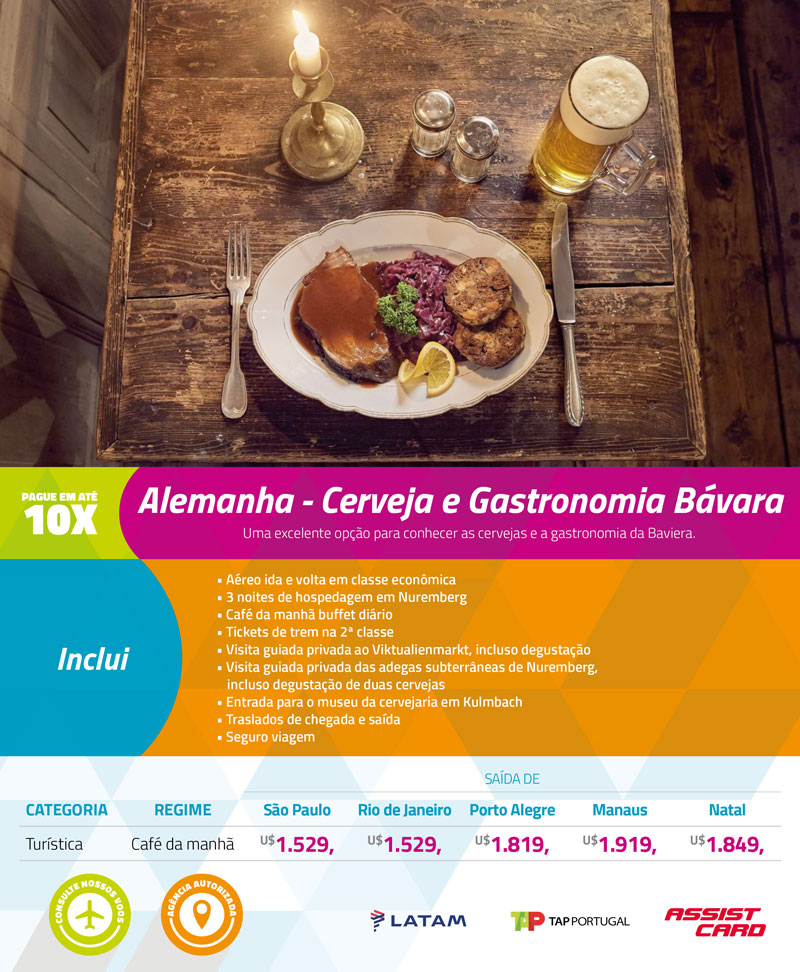 PAGUE EM ATÉ
10X
Alemanha - Cerveja e Gastronomia Bávara
Uma excelente opção para conhecer as cervejas e a gastronomia da Baviera.
Inclui
• Aéreo ida e volta em classe econômica
• 3 noites de hospedagem em Nuremberg
• Café da manhã buffet diário
• Tickets de trem na 2ª classe
• Visita guiada privada ao Viktualienmarkt, incluso degustação
• Visita guiada privada das adegas subterrâneas de Nuremberg,
incluso degustação de duas cervejas
• Entrada para o museu da cervejaria em Kulmbach
• Traslados de chegada e saída
• Seguro viagem
SAÍDA DE
CATEGORIA REGIME São Paulo Rio de Janeiro Porto Alegre Manaus Natal
Turística Café da manhã U$1.529, U$1.529, U$1.819, U$1.919, U$1.849,
CONSULTE NOSSOS VOOS
AGÊNCIA AUTORIZADA
LATAM
TAP TAP PORTUGAL
ASSIST
CARD